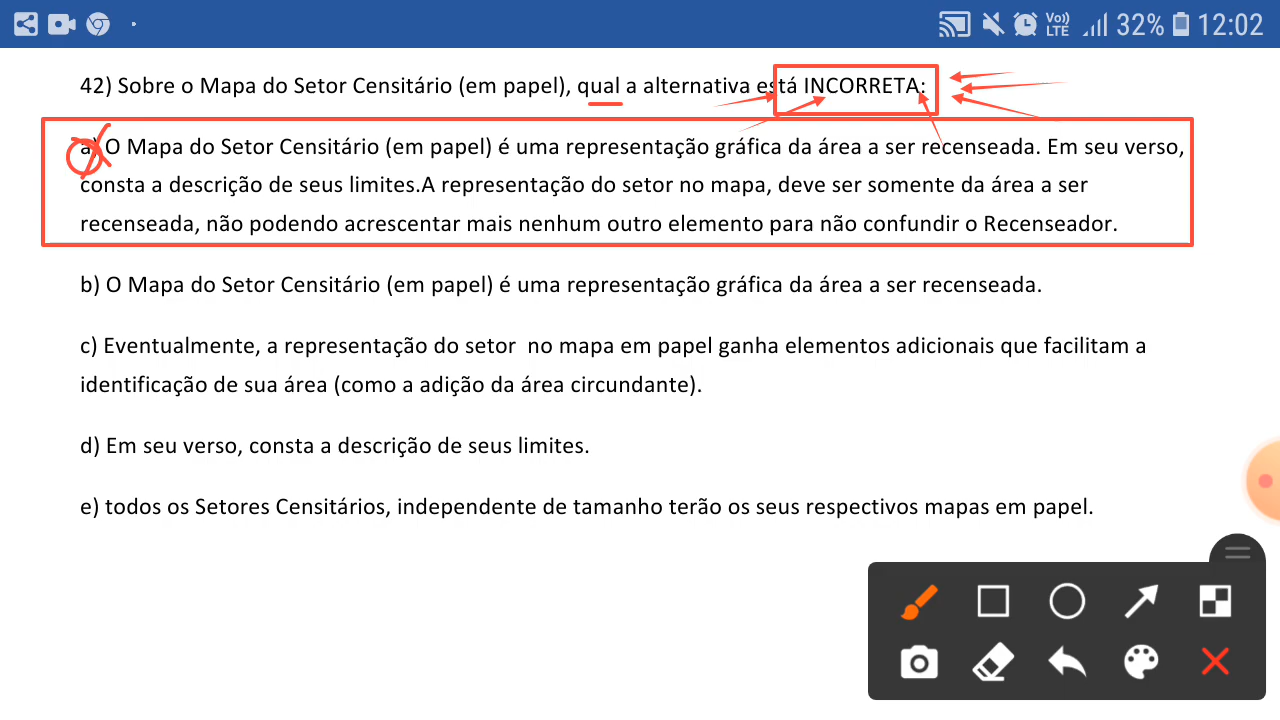 Vo)) LTE 32% 12:02
42) Sobre o Mapa do Setor Censitário (em papel), qual a alternativa está INCORRETA:
a) O Mapa do Setor Censitário (em papel) é uma representação gráfica da área a ser recenseada. Em seu verso,
consta a descrição de seus limites.A representação do setor no mapa, deve ser somente da área a ser
recenseada, não podendo acrescentar mais nenhum outro elemento para não confundir o Recenseador.
b) O Mapa do Setor Censitário (em papel) é uma representação gráfica da área a ser recenseada.
c) Eventualmente, a representação do setor  no mapa em papel ganha elementos adicionais que facilitam a
identificação de sua área (como a adição da área circundante).
d) Em seu verso, consta a descrição de seus limites.
e) todos os Setores Censitários, independente de tamanho terão os seus respectivos mapas em papel.